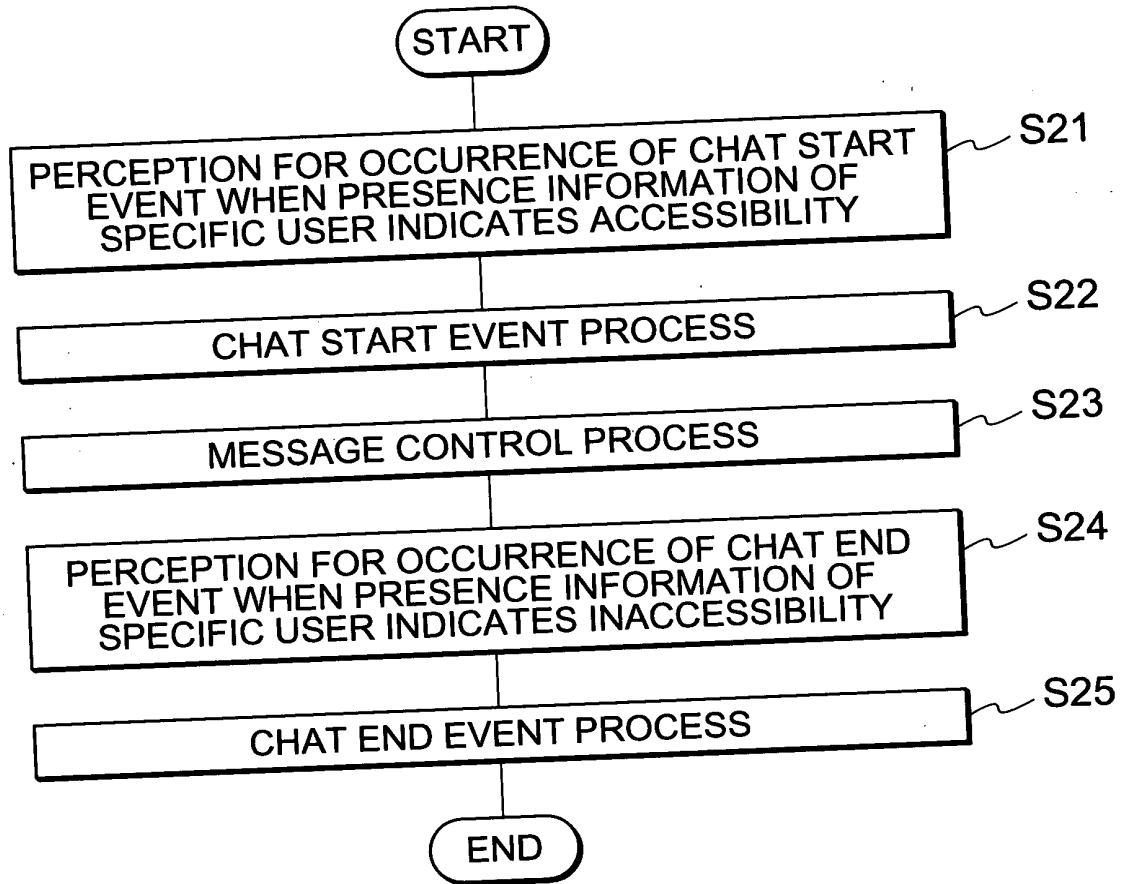 START
PERCEPTION FOR OCCURRENCE OF CHAT START
EVENT WHEN PRESENCE INFORMATION OF
SPECIFIC USER INDICATES ACCESSIBILITY
S21
CHAT START EVENT PROCESS
S22
MESSAGE CONTROL PROCESS
S23
PERCEPTION FOR OCCURRENCE OF CHAT END
EVENT WHEN PRESENCE INFORMATION OF
SPECIFIC USER INDICATES INACCESSIBILITY
S24
CHAT END EVENT PROCESS
S25
END